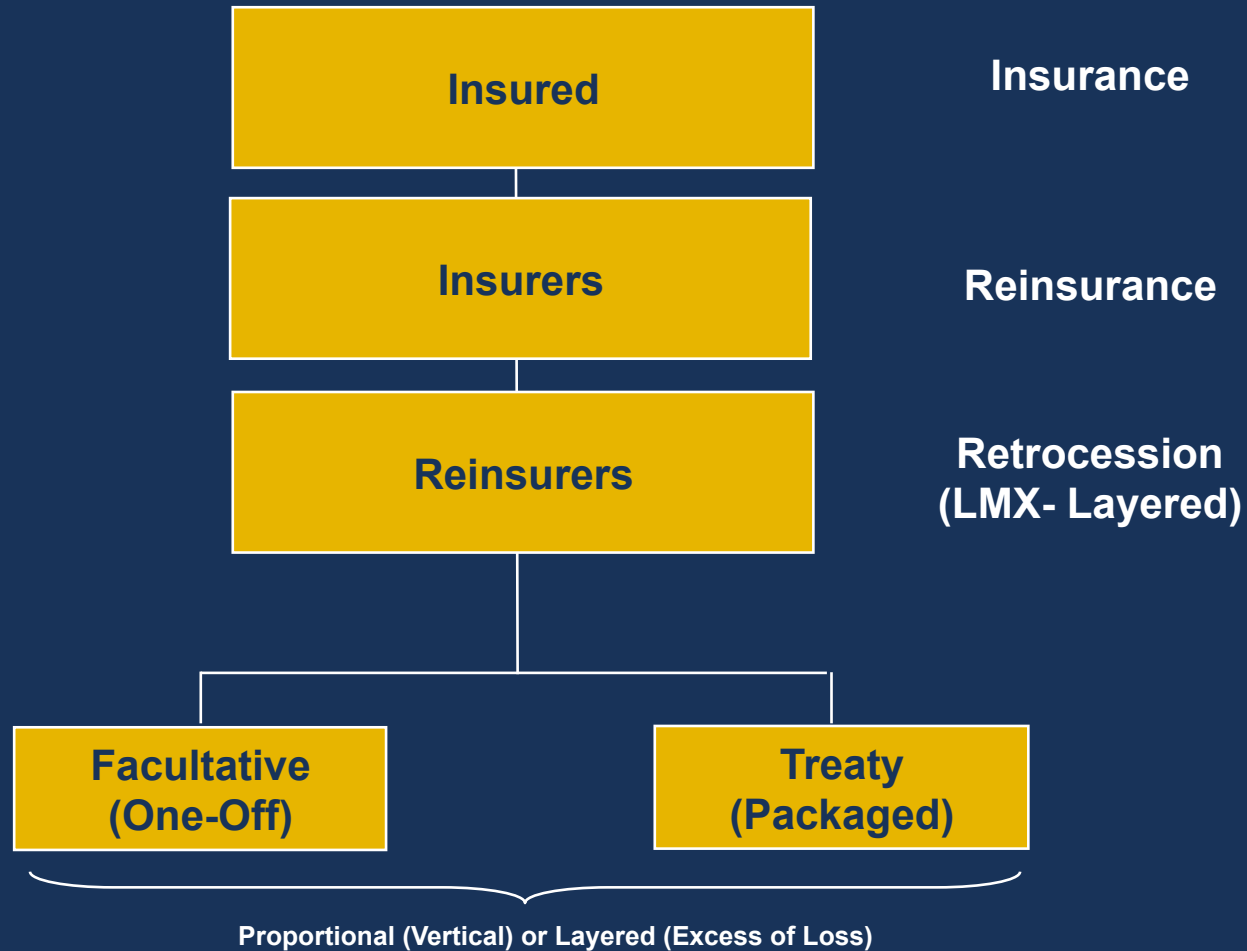 Insured
Insurance
Insurers
Reinsurance
Reinsurers
Retrocession
(LMX- Layered)
Facultative
(One-Off)
Treaty
(Packaged)
Proportional (Vertical) or Layered (Excess of Loss)